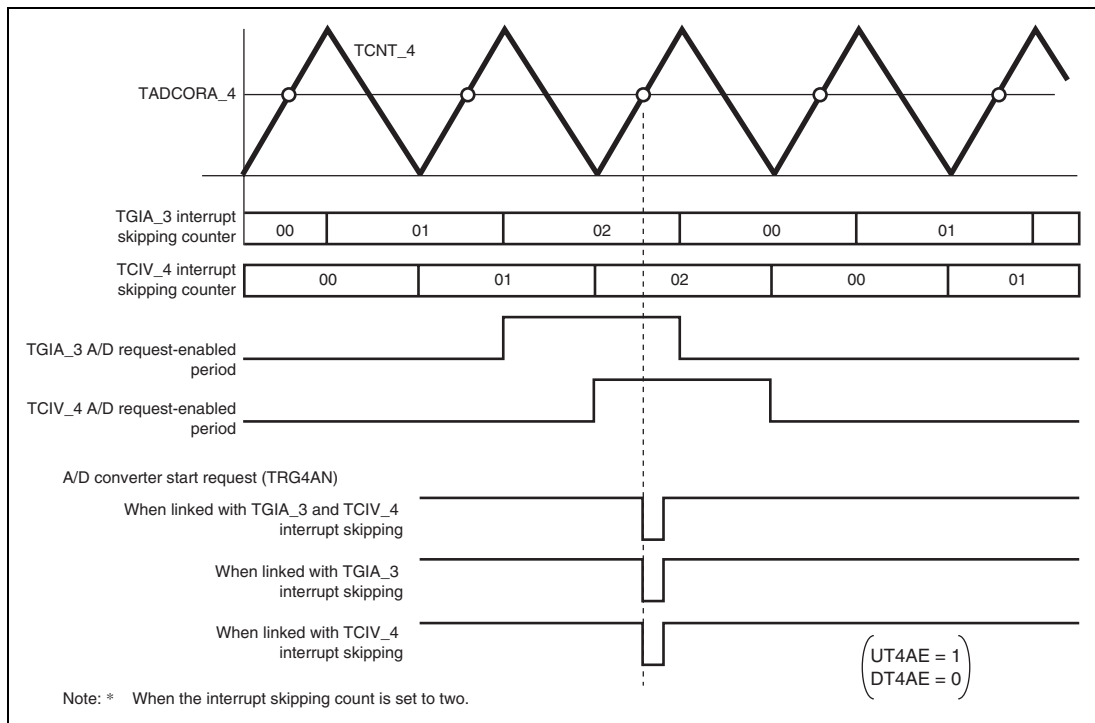 TCNT_4
TADCORA_4
TGIA_3 interrupt
skipping counter
00 01 02 00 01
TCIV_4 interrupt
skipping counter
00 01 02 00 01
TGIA_3 A/D request-enabled
period
TCIV_4 A/D request-enabled
period
A/D converter start request (TRG4AN)
When linked with TGIA_3 and TCIV_4
interrupt skipping
When linked with TGIA_3
interrupt skipping
When linked with TCIV_4
interrupt skipping
UT4AE = 1
DT4AE = 0
Note: * When the interrupt skipping count is set to two.